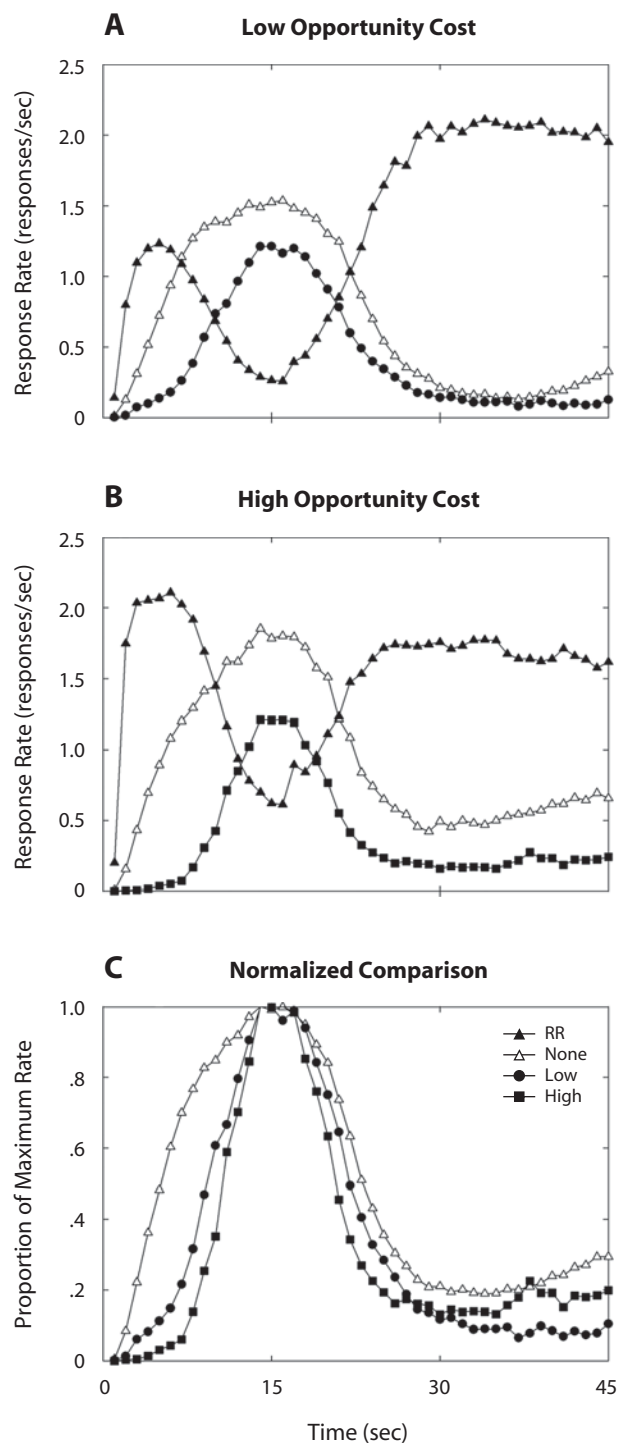 A Low Opportunity Cost
2.5
2.0
1.5
1.0
0.5
0
Response Rate (responses/sec)
B High Opportunity Cost
2.5
2.0
1.5
1.0
0.5
0
Response Rate (responses/sec)
C Normalized Comparison
1.0
.8
.6
.4
.2
0
Proportion of Maximum Rate
RR
None
Low
High
0 15 30 45
Time (sec)